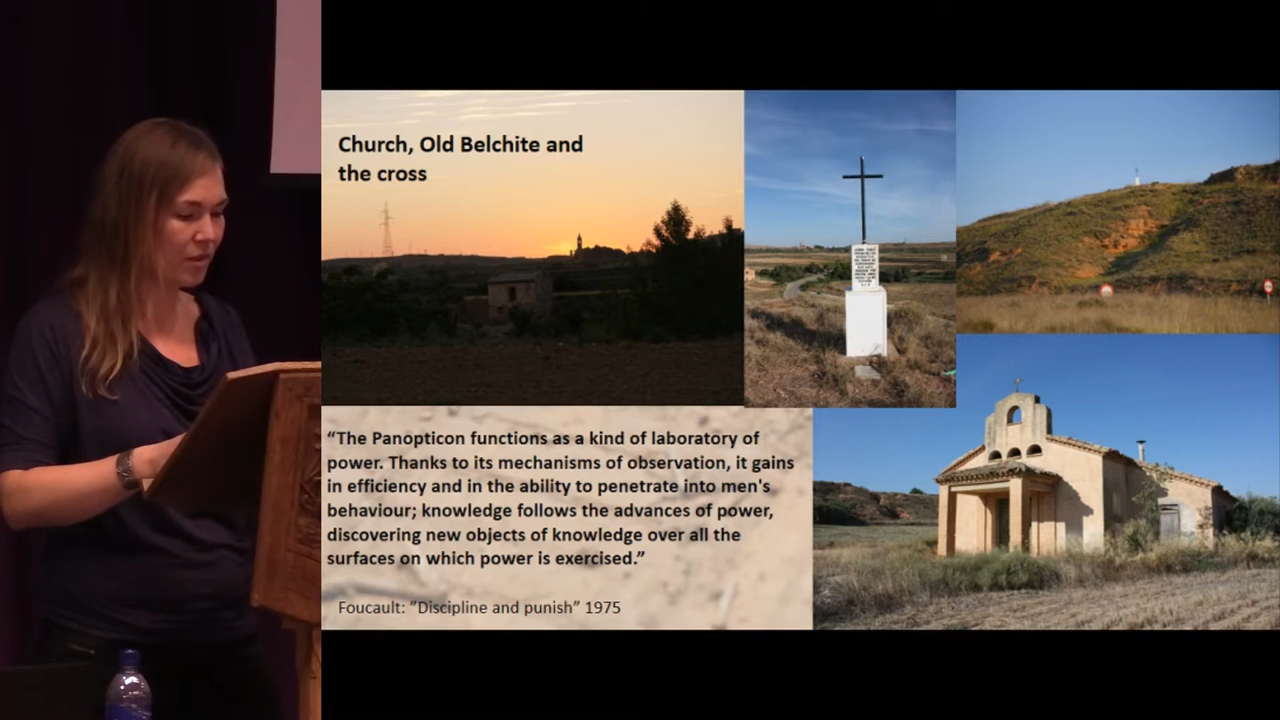 Church, Old Belchite and
the cross
“The Panopticon functions as a kind of laboratory of
power. Thanks to its mechanisms of observation, it gains
in efficiency and in the ability to penetrate into men's
behaviour; knowledge follows the advances of power,
discovering new objects of knowledge over all the
surfaces on which power is exercised.”
Foucault: ”Discipline and punish” 1975